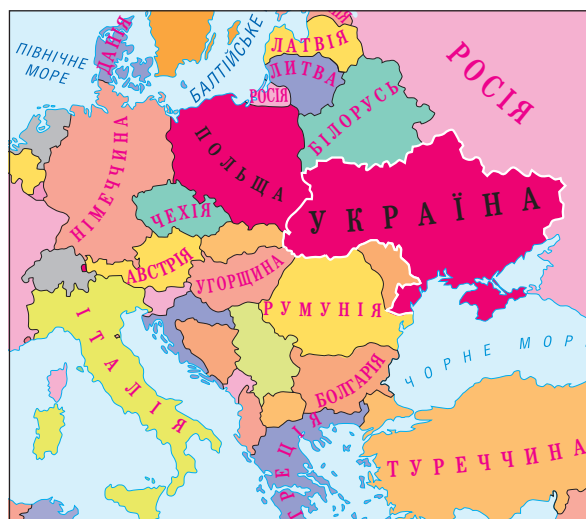 ПІВНІЧНЕ
МОРЕ
ДАНІЯ
БАЛТІЙСЬКЕ
ЛАТВІЯ
ЛИТВА
РОСІЯ
РОСІЯ
БІЛОРУСЬ
НІМЕЧЧИНА
ПОЛЬЩА
УКРАЇНА
ЧЕХІЯ
АВСТРІЯ
УГОРЩИНА
РУМУНІЯ
ІТАЛІЯ
БОЛГАРІЯ
ЧОРНЕ МОР
ГРЕЦІЯ
ТУРЕЧЧИНА